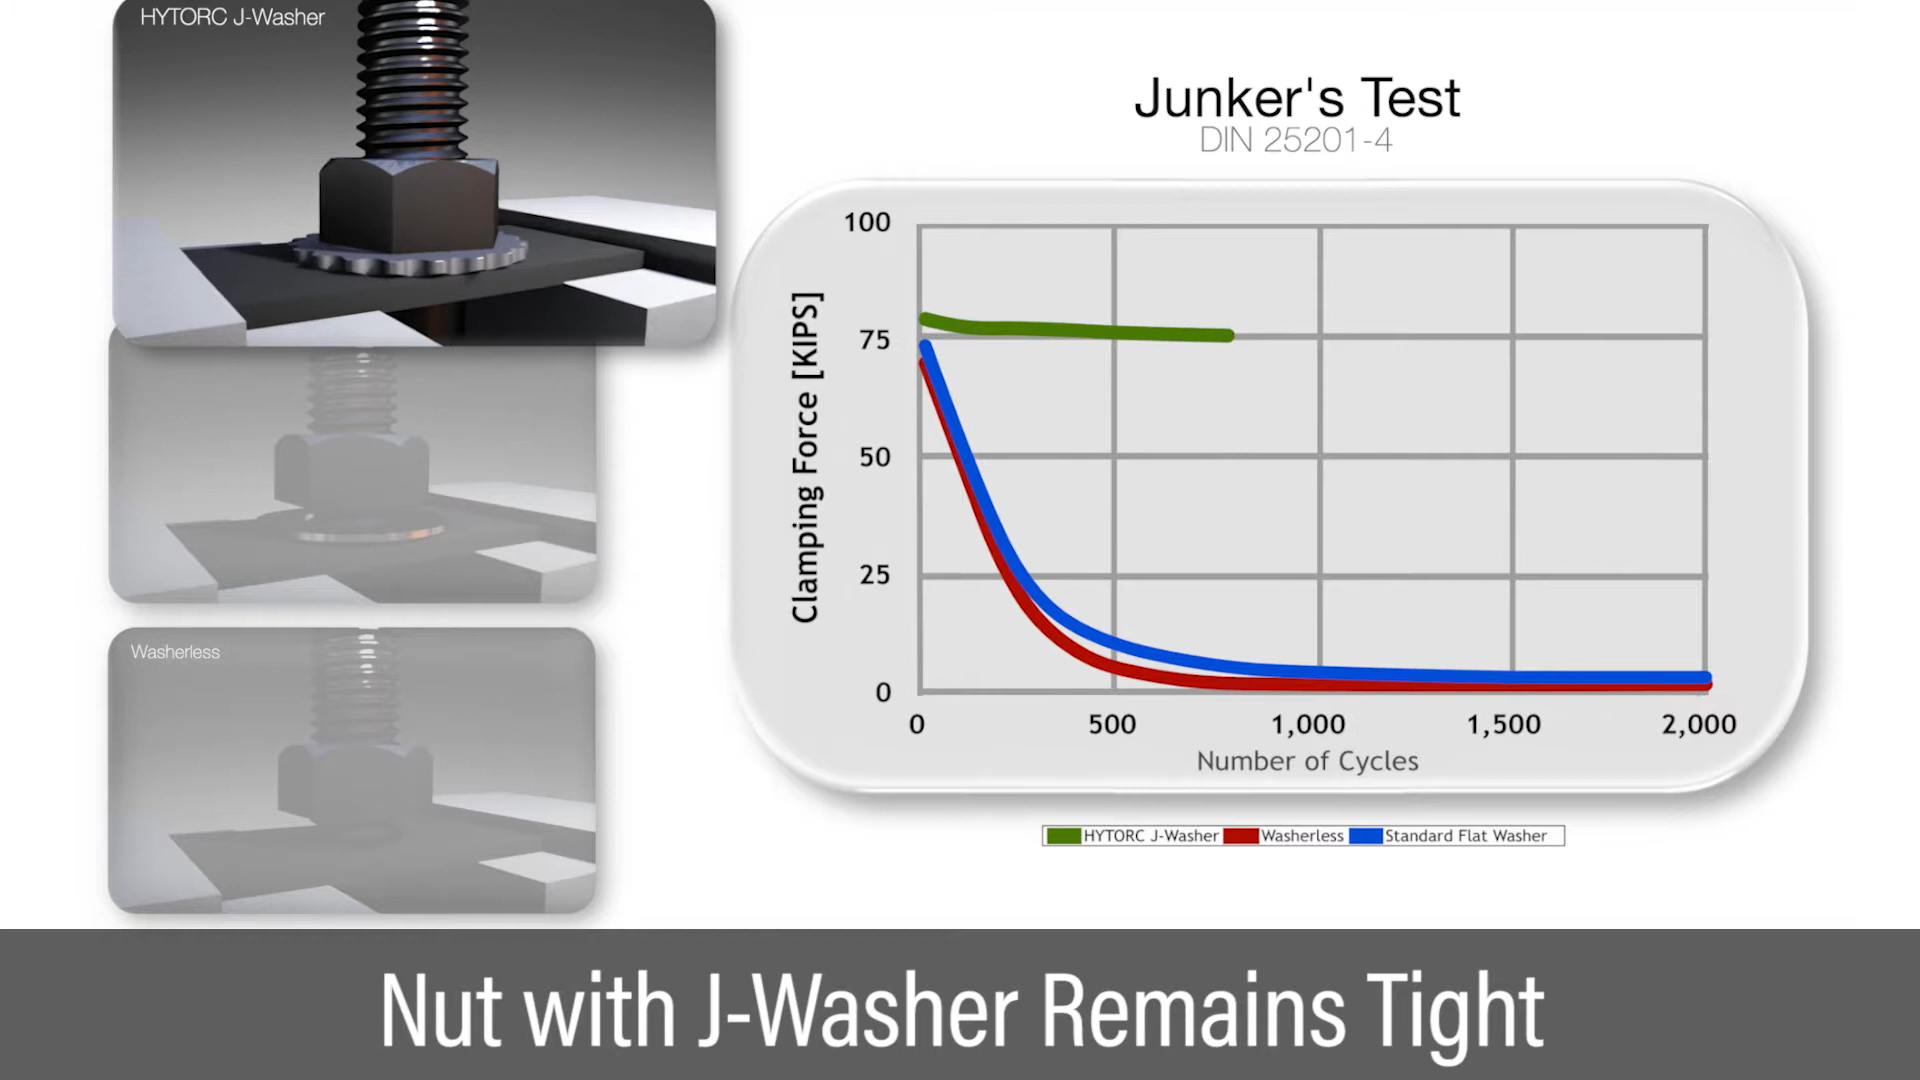 HYTORC J-Washer
Washerless
Junker's Test
DIN 25201-4
Clamping Force [KIPS]
100
75
50
25
0
0 500 1,000 1,500 2,000
Number of Cycles
HYTORC J-Washer Washerless Standard Flat Washer
Nut with J-Washer Remains Tight